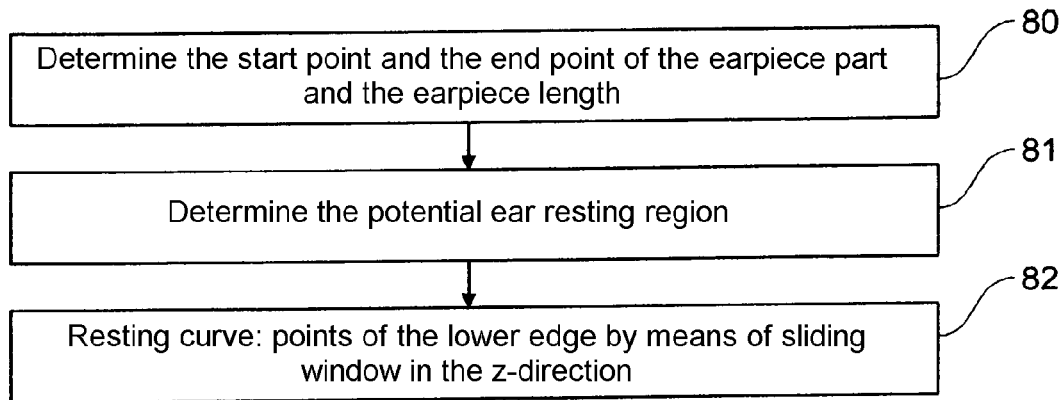 80
Determine the start point and the end point of the earpiece part
and the earpiece length
81
Determine the potential ear resting region
82
Resting curve: points of the lower edge by means of sliding
window in the z-direction